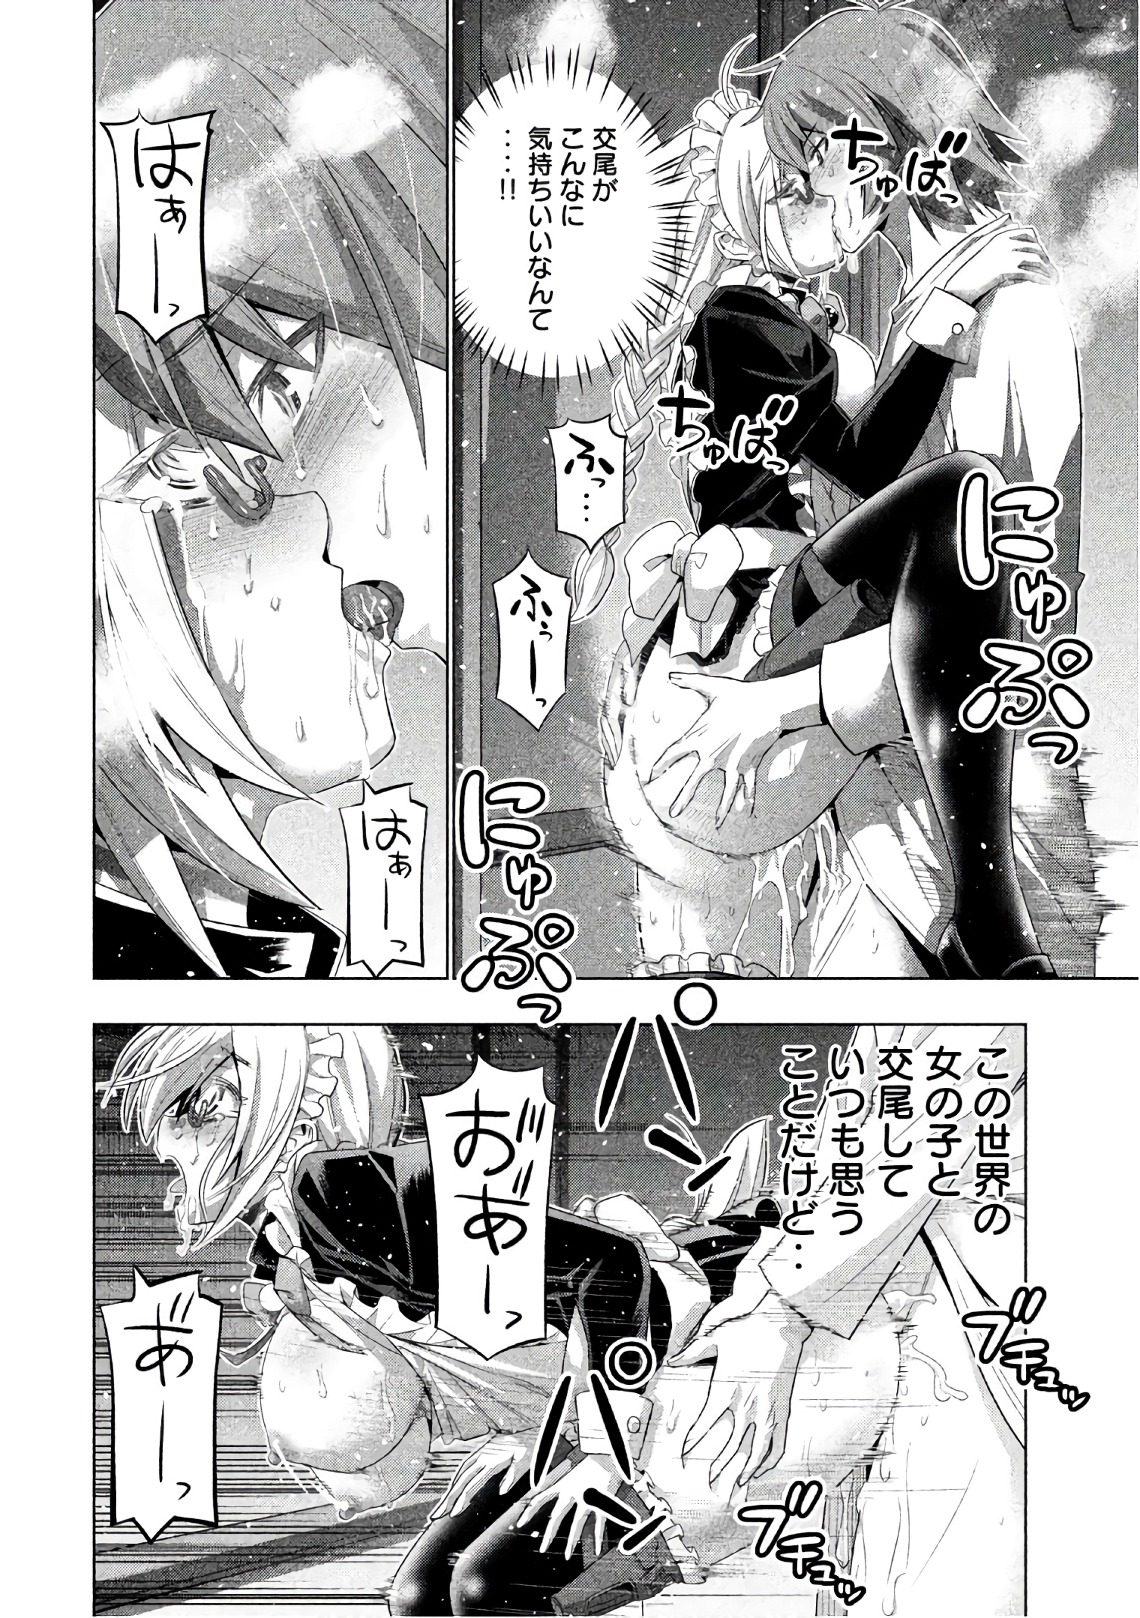 交尾が
こんなに
気持ちいいなんて
‥‥!!
ちゅばっ
ちゅばっ
ふっ…
ふぅーっ
にゅぷっ
にゅぷっ
はぁーっ
はぁーっ
この世界の
女の子と
交尾して
いつも思う
ことだけど‥
パン
パン
おおあーっ
おあーっ
ブチュッ
ブチュッ